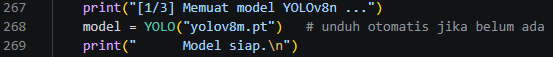 267 print("[1/3] Memuat model YOLOv8n ...")
268 model = YOLO("yolov8m.pt") # unduh otomatis jika belum ada
269 print("      Model siap.\n")